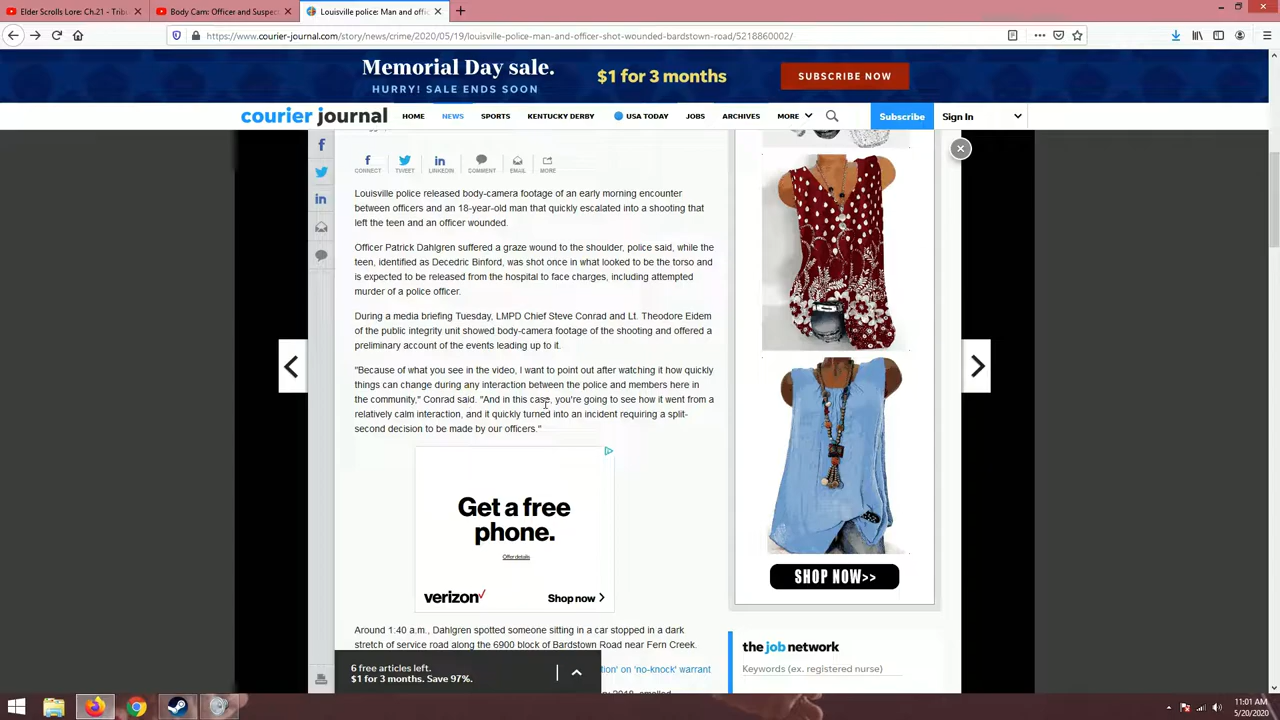 Elder Scrolls Lore: Ch.21 - Trib
Body Cam: Officer and Suspec
Louisville police: Man and offic
https://www.courier-journal.com/story/news/crime/2020/05/19/louisville-police-man-and-officer-shot-wounded-bardstown-road/5218860002/
Memorial Day sale.
HURRY! SALE ENDS SOON
$1 for 3 months
SUBSCRIBE NOW
courier journal
HOME NEWS SPORTS KENTUCKY DERBY USA TODAY JOBS ARCHIVES MORE
Subscribe
Sign In
CONNECT TWEET LINKEDIN COMMENT EMAIL MORE
Louisville police released body-camera footage of an early morning encounter
between officers and an 18-year-old man that quickly escalated into a shooting that
left the teen and an officer wounded.
Officer Patrick Dahlgren suffered a graze wound to the shoulder, police said, while the
teen, identified as Decedric Binford, was shot once in what looked to be the torso and
is expected to be released from the hospital to face charges, including attempted
murder of a police officer.
During a media briefing Tuesday, LMPD Chief Steve Conrad and Lt. Theodore Eidem
of the public integrity unit showed body-camera footage of the shooting and offered a
preliminary account of the events leading up to it.
"Because of what you see in the video, I want to point out after watching it how quickly
things can change during any interaction between the police and members here in
the community," Conrad said. "And in this case, you're going to see how it went from a
relatively calm interaction, and it quickly turned into an incident requiring a split-
second decision to be made by our officers."
Get a free
phone.
Offer details
verizon
Shop now
SHOP NOW>>
Around 1:40 a.m., Dahlgren spotted someone sitting in a car stopped in a dark
stretch of service road along the 6900 block of Bardstown Road near Fern Creek.
tion' on 'no-knock' warrant
the job network
Keywords (ex. registered nurse)
6 free articles left.
$1 for 3 months. Save 97%.
11:01 AM
5/20/2020